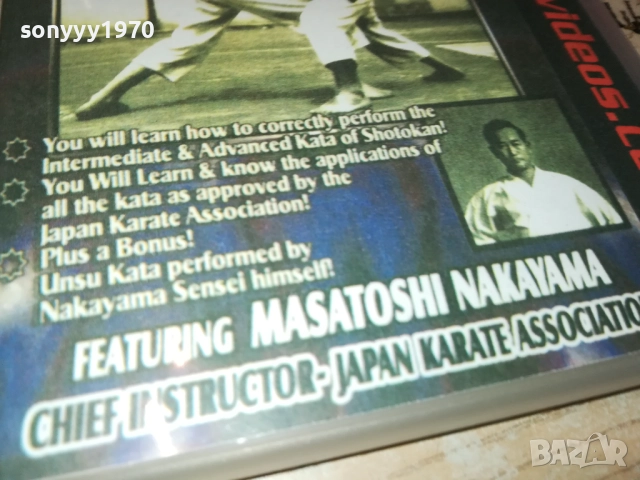 sonyyy1970
You will learn how to correctly perform the
Intermediate & Advanced Kata of Shotokan!
You Will Learn & know the applications of
all the kata as approved by the
Japan Karate Association!
Plus a Bonus!
Unsu Kata performed by
Nakayama Sensei himself!
FEATURING MASATOSHI NAKAYAMA
CHIEF INSTRUCTOR- JAPAN KARATE ASSOCIATIO
videos.
BAZAR
bg